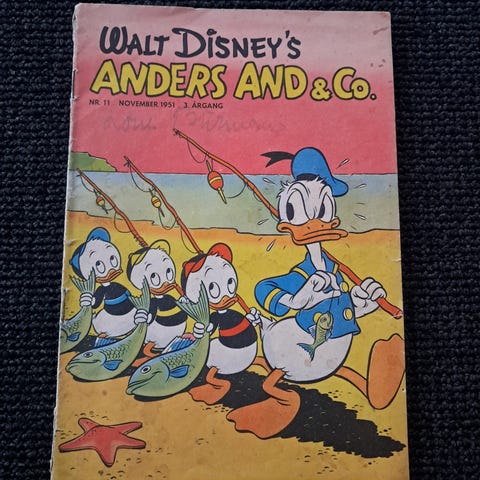 WALT DISNEY'S
ANDERS AND & Co.
NR. 11 . NOVEMBER 1951 . 3. ÅRGANG